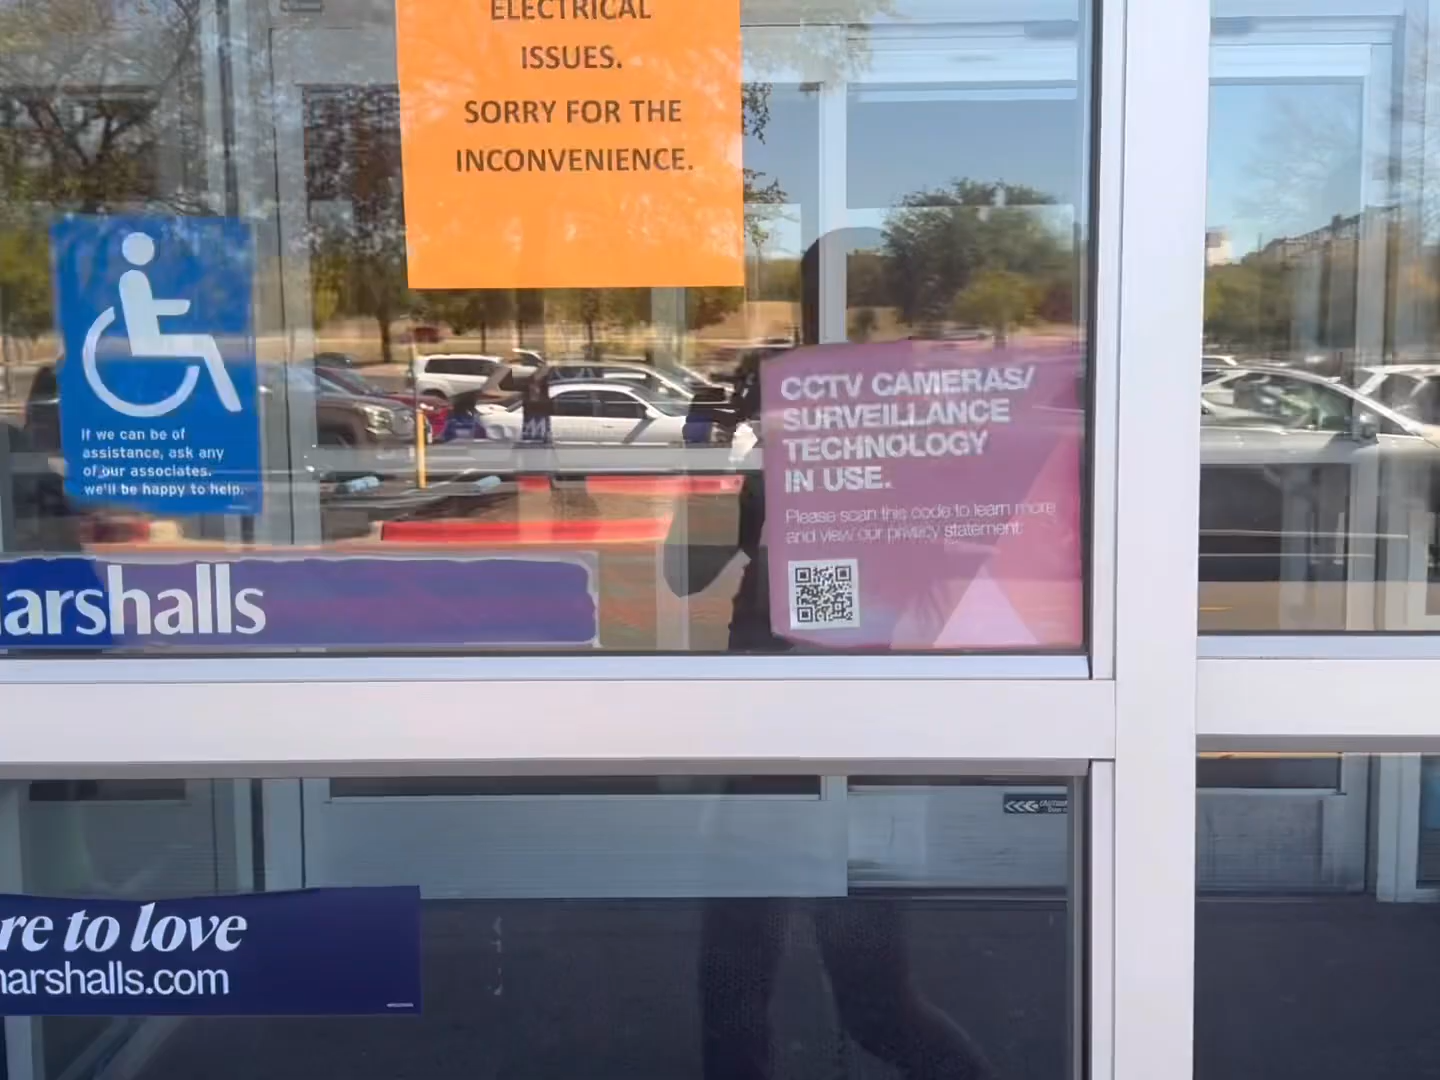 ELECTRICAL
ISSUES.
SORRY FOR THE
INCONVENIENCE.
If we can be of
assistance, ask any
of our associates.
we'll be happy to help.
CCTV CAMERAS/
SURVEILLANCE
TECHNOLOGY
IN USE.
Please scan this code to learn more
and view our privacy statement.
arshalls
re to love
marshalls.com